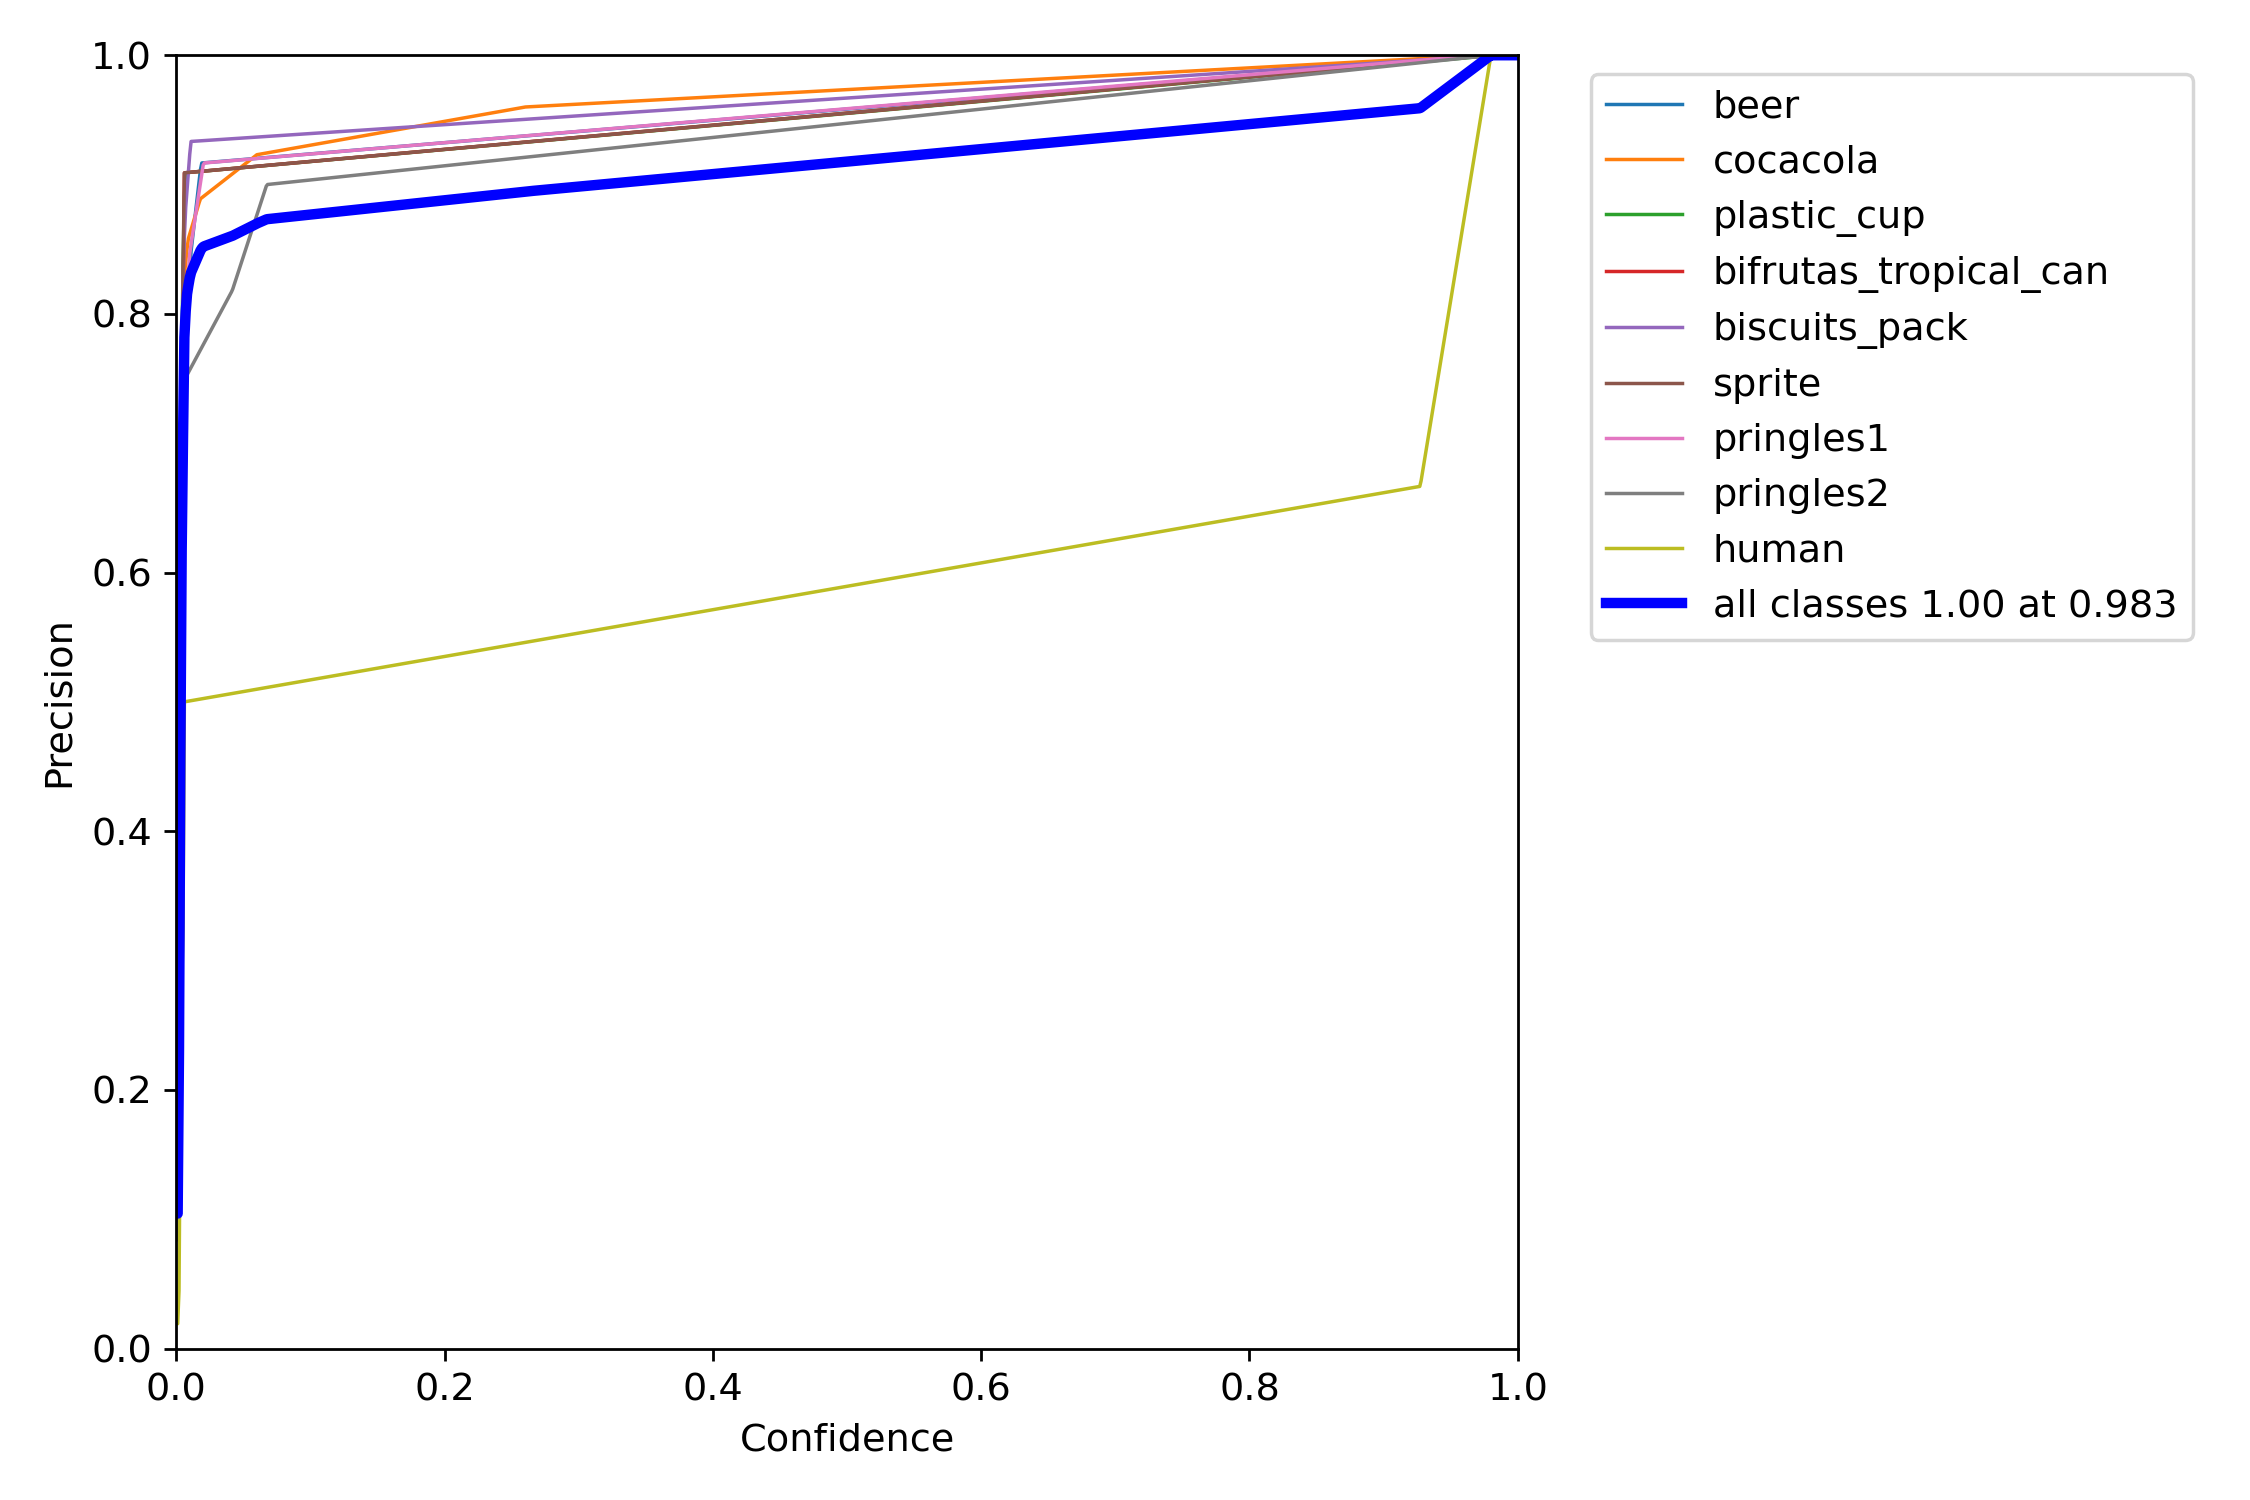 1.0
0.8
0.6
0.4
0.2
0.0
Precision
0.0 0.2 0.4 0.6 0.8 1.0
Confidence
beer
cocacola
plastic_cup
bifrutas_tropical_can
biscuits_pack
sprite
pringles1
pringles2
human
all classes 1.00 at 0.983